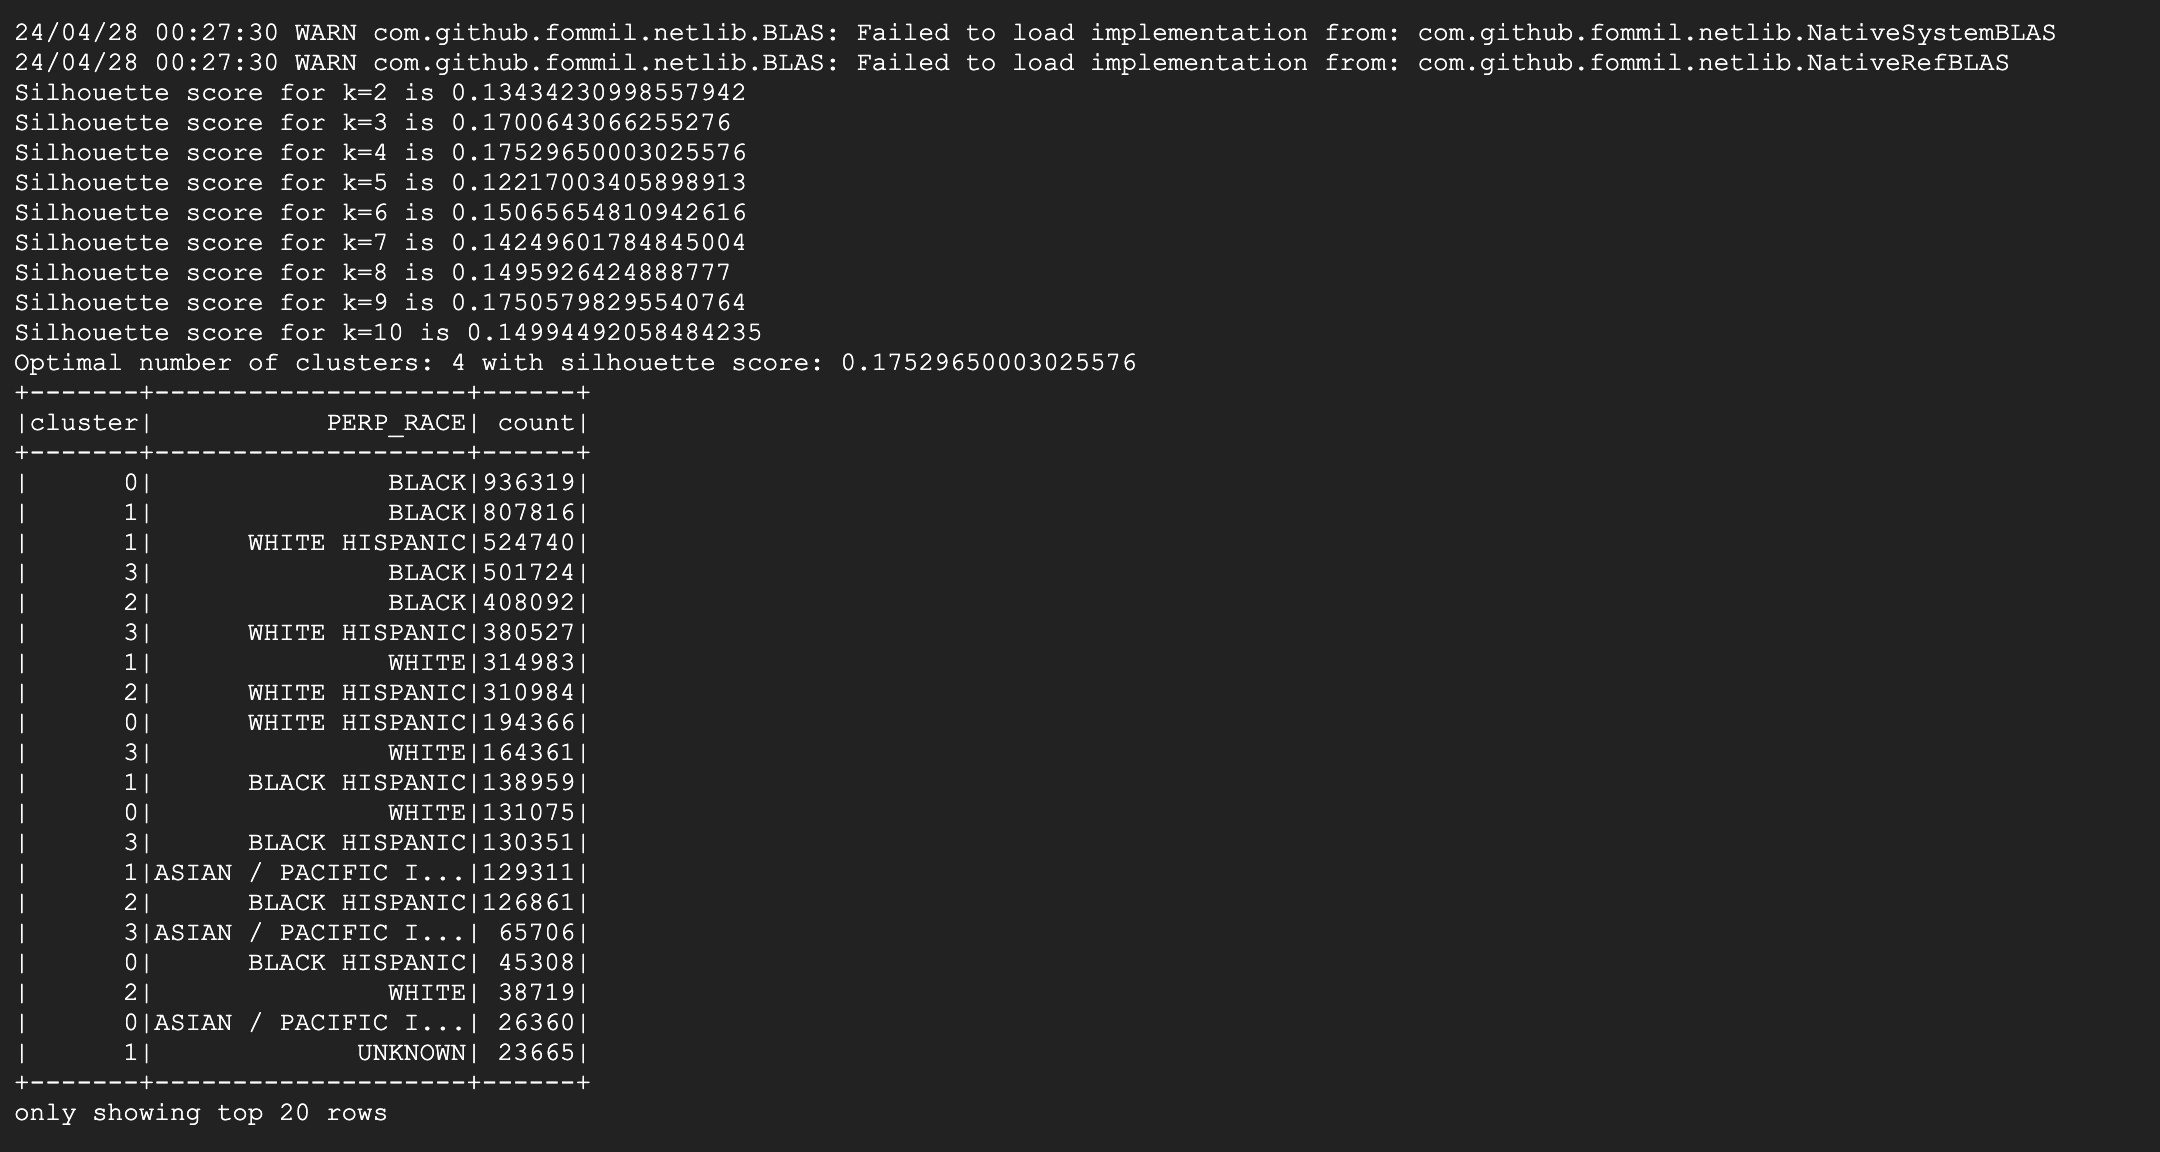 24/04/28 00:27:30 WARN com.github.fommil.netlib.BLAS: Failed to load implementation from: com.github.fommil.netlib.NativeSystemBLAS
24/04/28 00:27:30 WARN com.github.fommil.netlib.BLAS: Failed to load implementation from: com.github.fommil.netlib.NativeRefBLAS
Silhouette score for k=2 is 0.13434230998557942
Silhouette score for k=3 is 0.1700643066255276
Silhouette score for k=4 is 0.17529650003025576
Silhouette score for k=5 is 0.12217003405898913
Silhouette score for k=6 is 0.15065654810942616
Silhouette score for k=7 is 0.14249601784845004
Silhouette score for k=8 is 0.1495926424888777
Silhouette score for k=9 is 0.17505798295540764
Silhouette score for k=10 is 0.14994492058484235
Optimal number of clusters: 4 with silhouette score: 0.17529650003025576
+-------+--------------------+------+
|cluster|           PERP_RACE| count|
+-------+--------------------+------+
|      0|               BLACK|936319|
|      1|               BLACK|807816|
|      1|      WHITE HISPANIC|524740|
|      3|               BLACK|501724|
|      2|               BLACK|408092|
|      3|      WHITE HISPANIC|380527|
|      1|               WHITE|314983|
|      2|      WHITE HISPANIC|310984|
|      0|      WHITE HISPANIC|194366|
|      3|               WHITE|164361|
|      1|      BLACK HISPANIC|138959|
|      0|               WHITE|131075|
|      3|      BLACK HISPANIC|130351|
|      1|ASIAN / PACIFIC I...|129311|
|      2|      BLACK HISPANIC|126861|
|      3|ASIAN / PACIFIC I...| 65706|
|      0|      BLACK HISPANIC| 45308|
|      2|               WHITE| 38719|
|      0|ASIAN / PACIFIC I...| 26360|
|      1|             UNKNOWN| 23665|
+-------+--------------------+------+
only showing top 20 rows